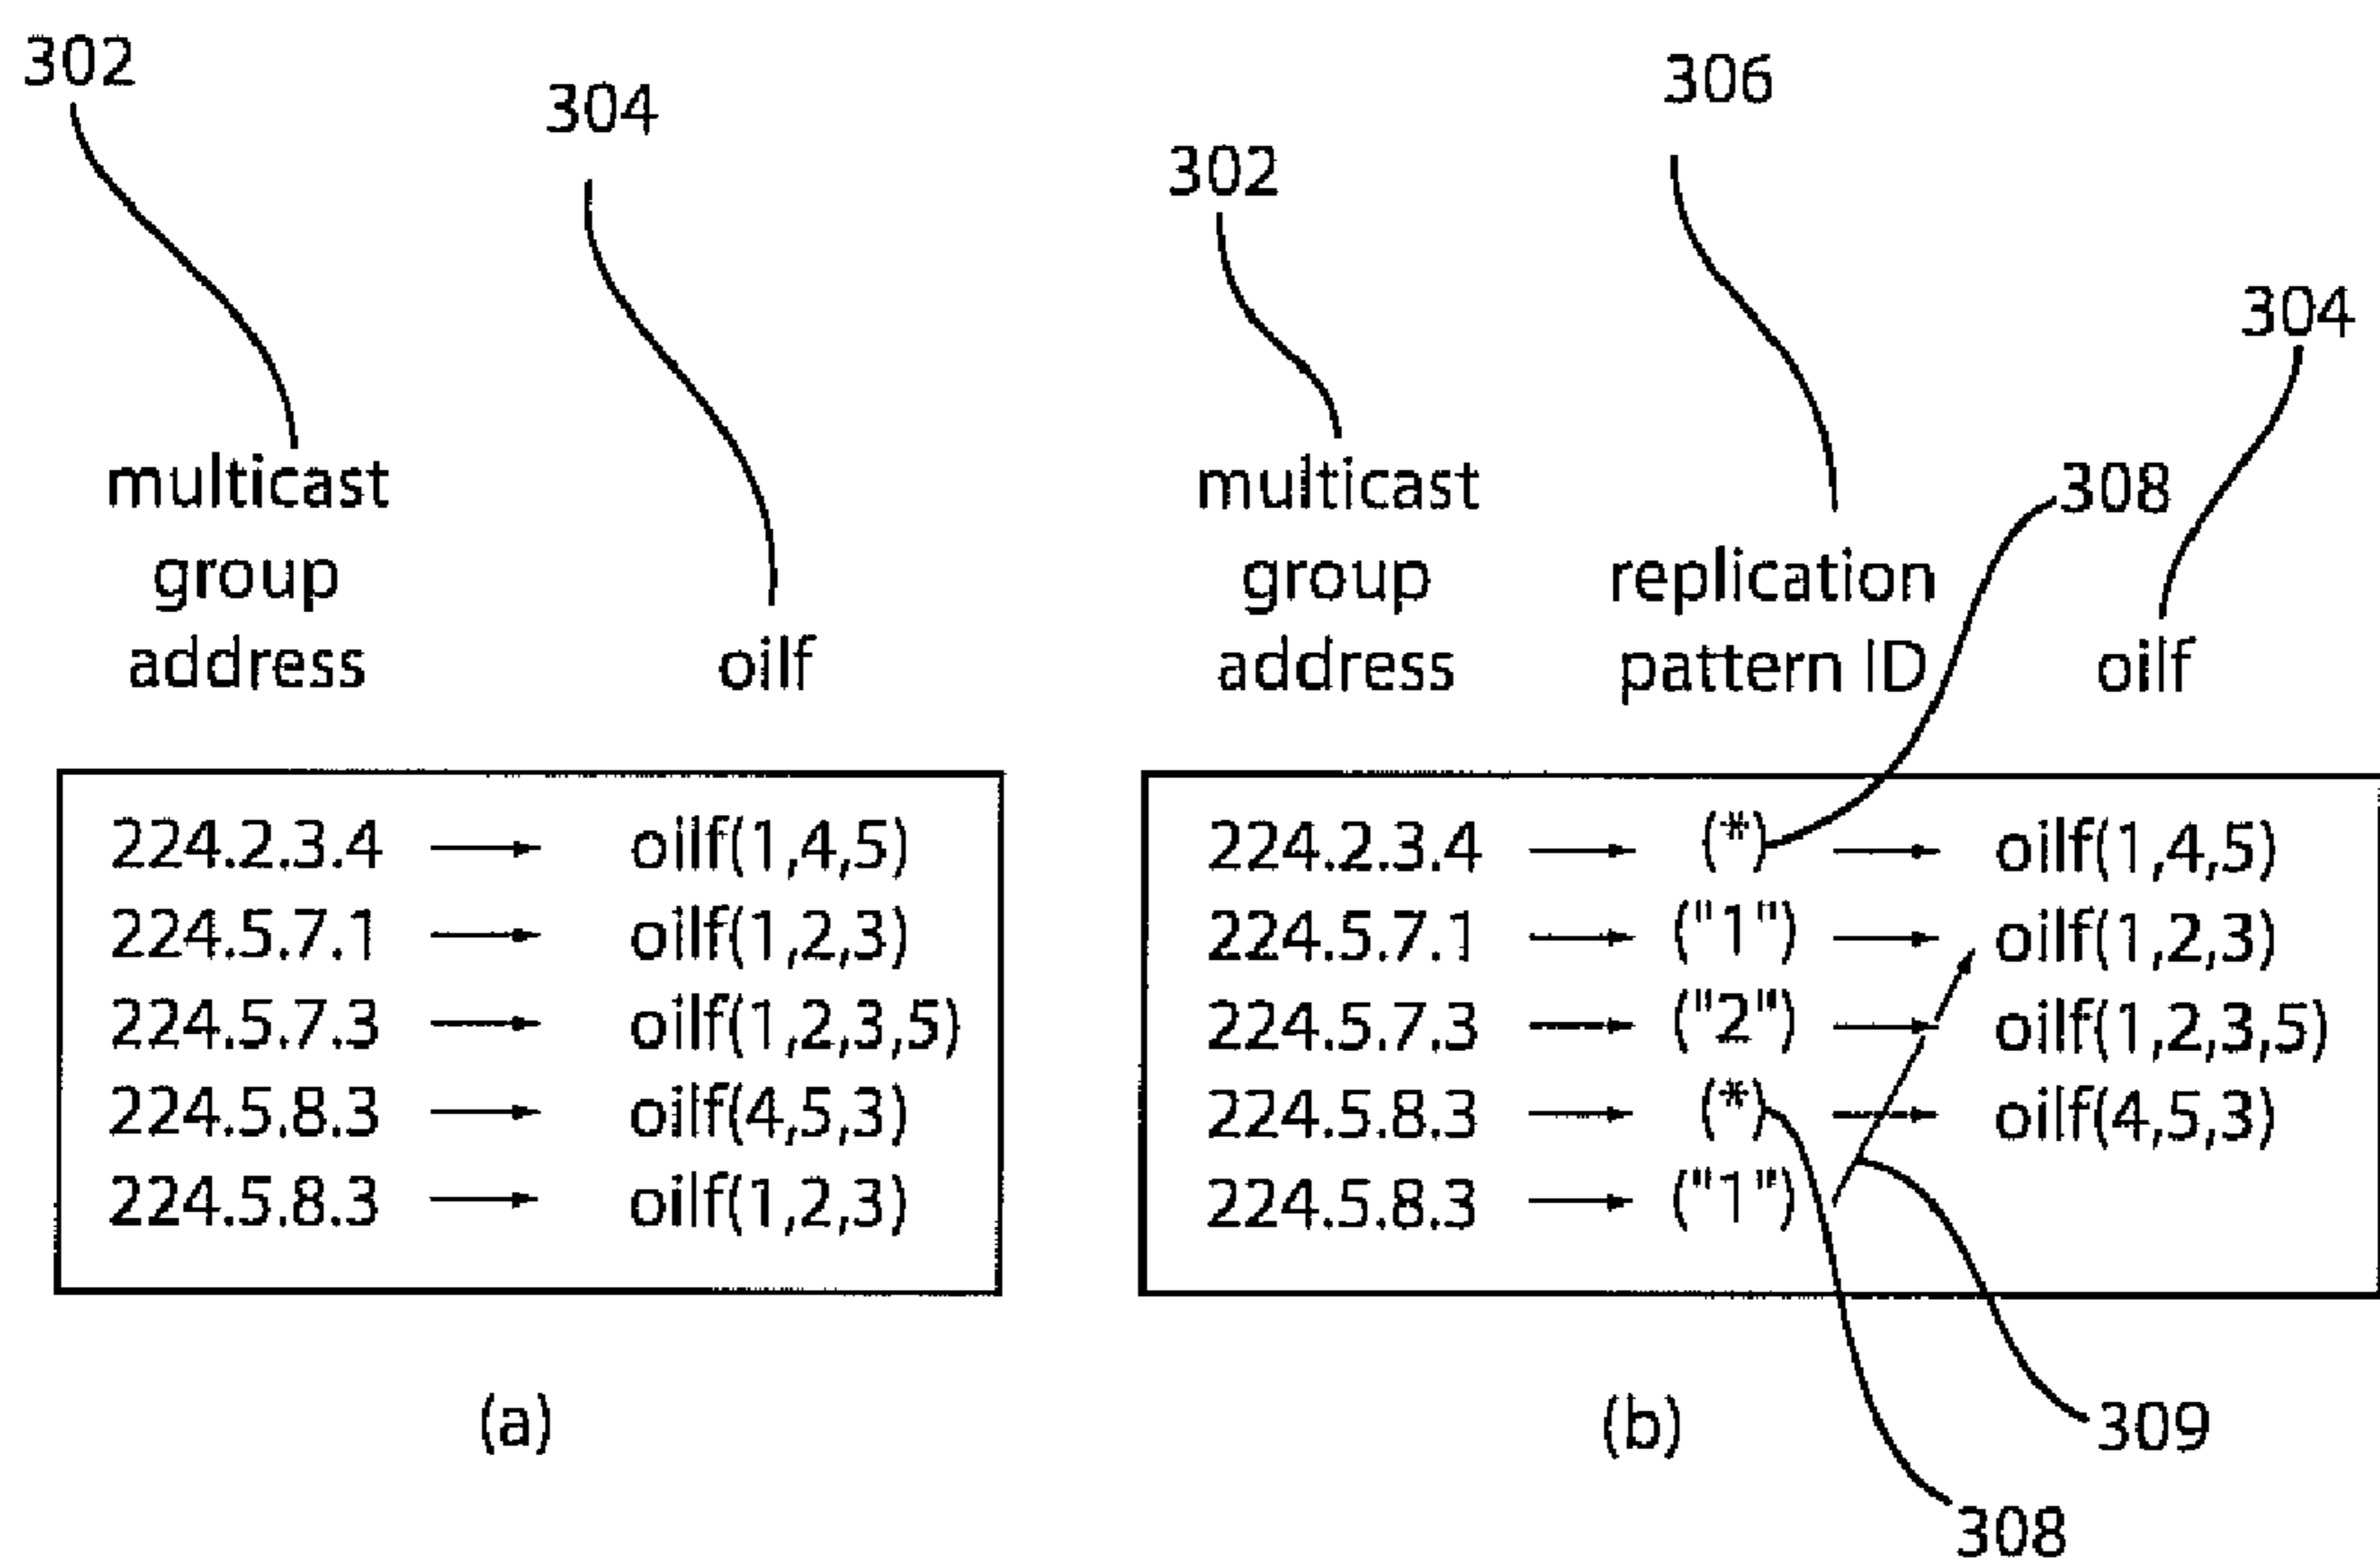 302
304
multicast
group
address
oilf
224.2.3.4 → oilf(1,4,5)
224.5.7.1 → oilf(1,2,3)
224.5.7.3 → oilf(1,2,3,5)
224.5.8.3 → oilf(4,5,3)
224.5.8.3 → oilf(1,2,3)
(a)
302
306
304
308
multicast
group
address
replication
pattern ID
oilf
224.2.3.4 → (*) → oilf(1,4,5)
224.5.7.1 → ("1") → oilf(1,2,3)
224.5.7.3 → ("2") → oilf(1,2,3,5)
224.5.8.3 → (*) → oilf(4,5,3)
224.5.8.3 → ("1")
(b)
309
308